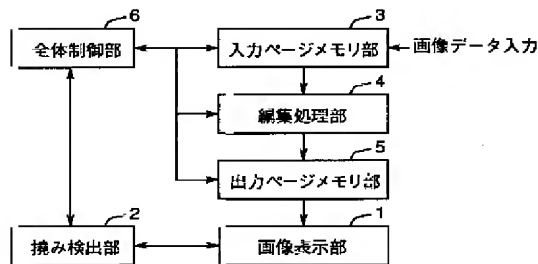 6
全体制御部
3
入力ページメモリ部
画像データ入力
4
編集処理部
5
出力ページメモリ部
2
撓み検出部
1
画像表示部